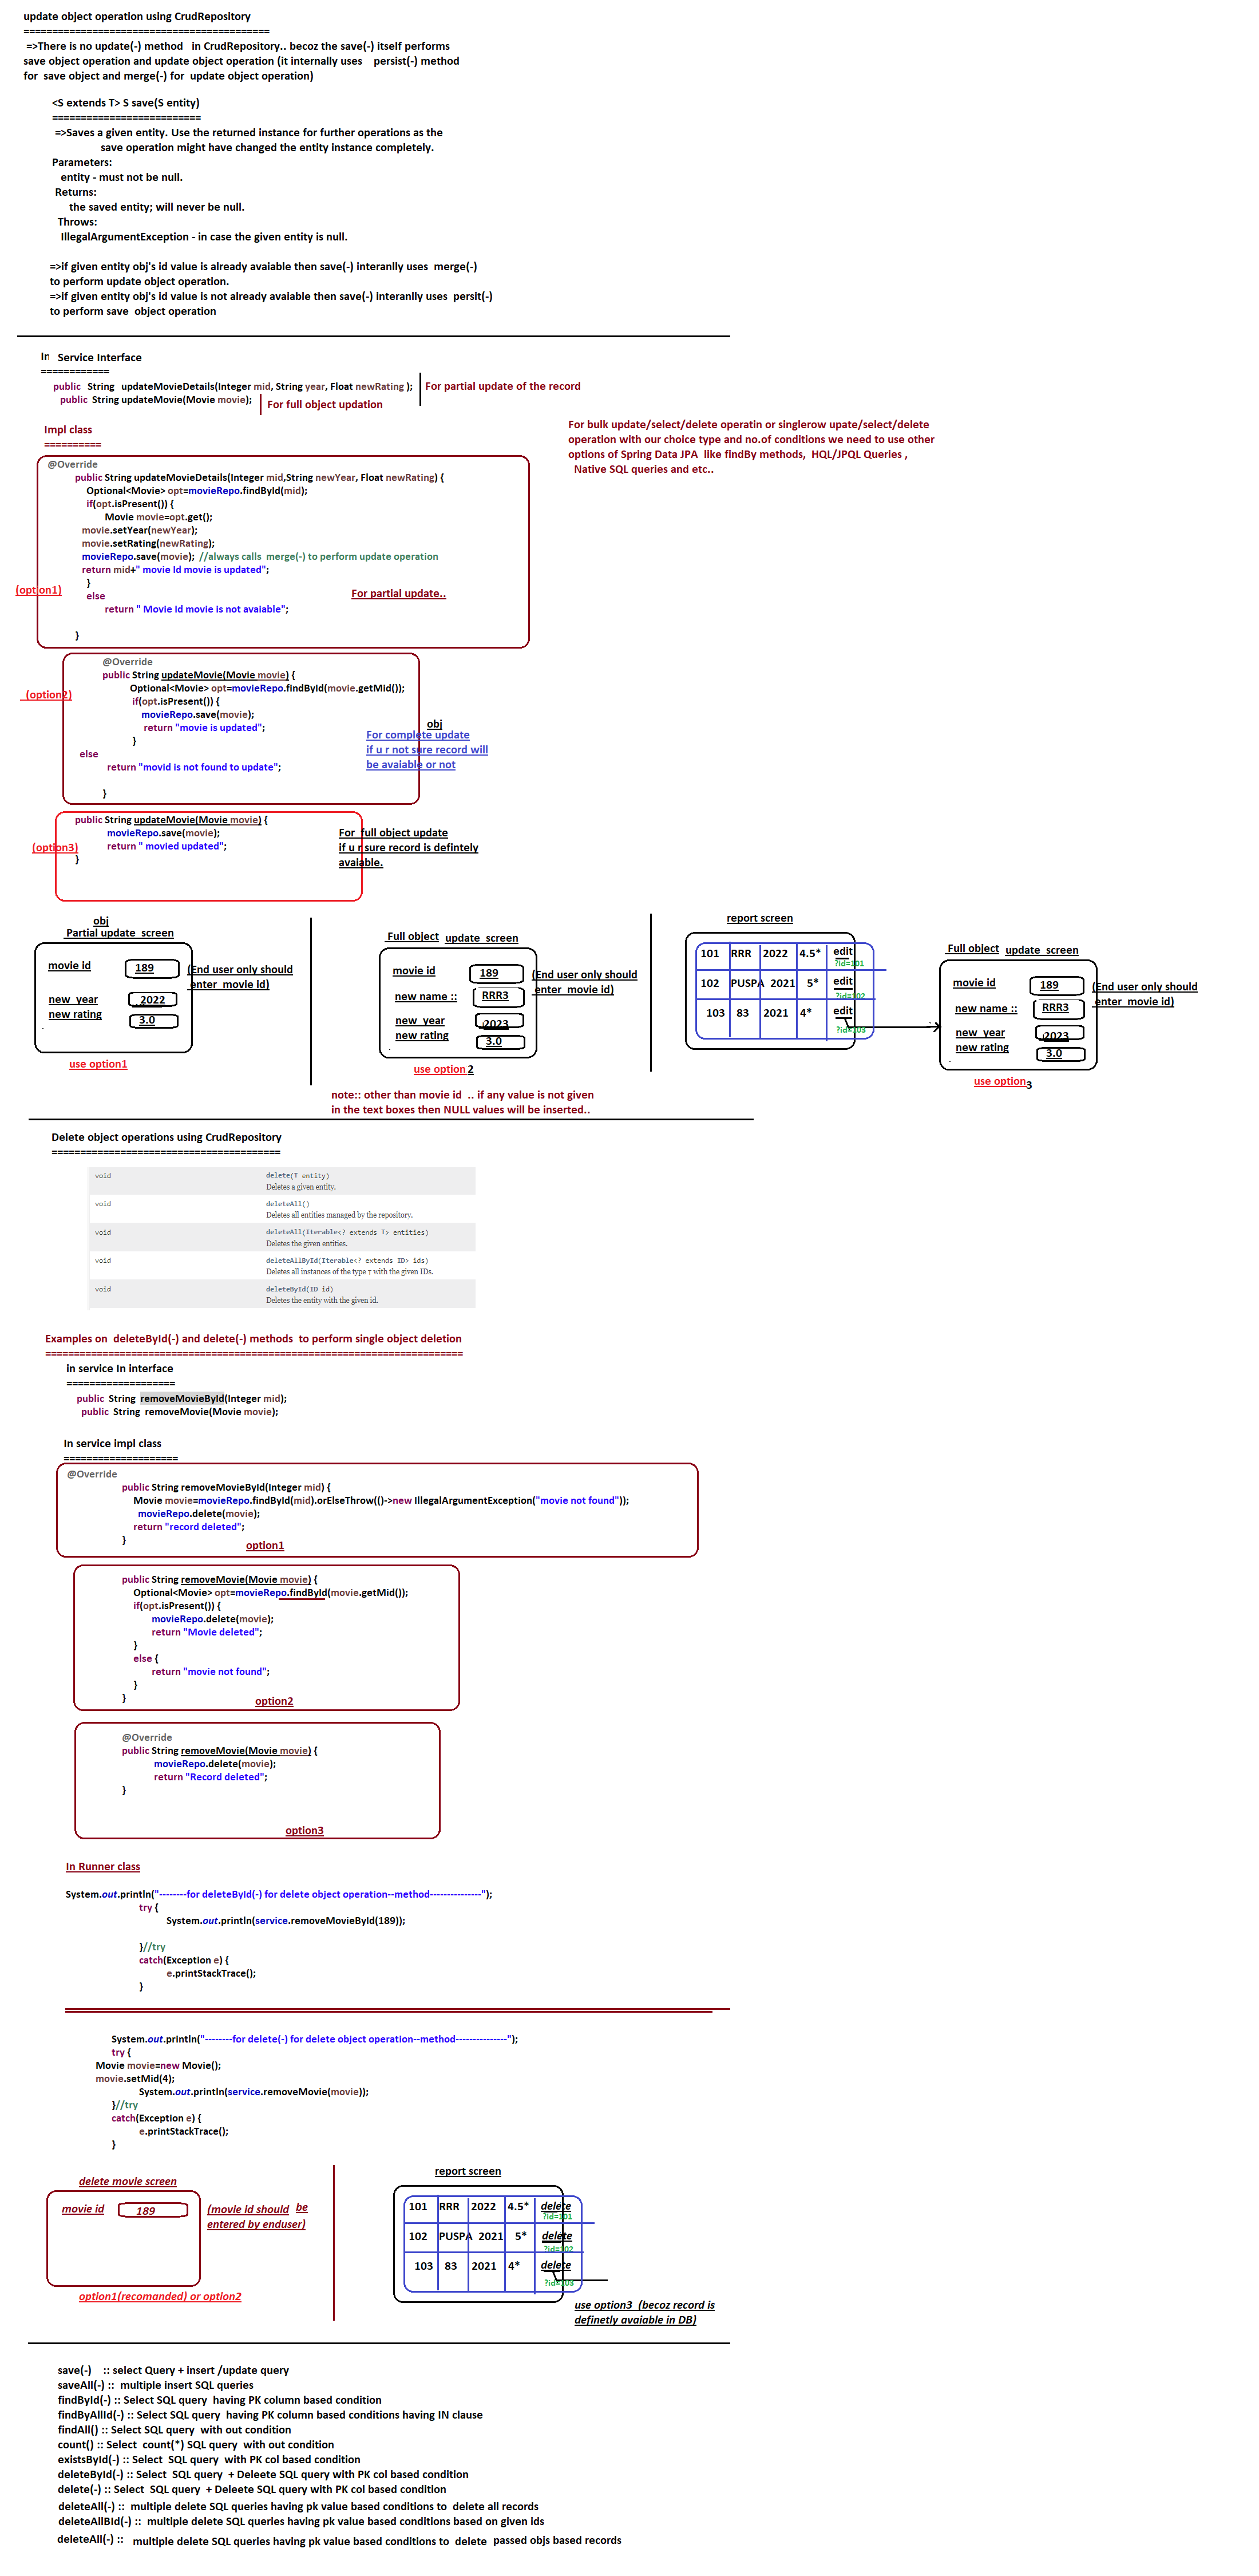 update object operation using CrudRepository
===========================================
=>There is no update(-) method in CrudRepository.. becoz the save(-) itself performs
save object operation and update object operation (it internally uses persist(-) method
for save object and merge(-) for update object operation)
<S extends T> S save(S entity)
==========================
=>Saves a given entity. Use the returned instance for further operations as the
save operation might have changed the entity instance completely.
Parameters:
entity - must not be null.
Returns:
the saved entity; will never be null.
Throws:
IllegalArgumentException - in case the given entity is null.
=>if given entity obj's id value is already avaiable then save(-) interanlly uses merge(-)
to perform update object operation.
=>if given entity obj's id value is not already avaiable then save(-) interanlly uses persit(-)
to perform save object operation
In Service Interface
============
public String updateMovieDetails(Integer mid, String year, Float newRating ); For partial update of the record
public String updateMovie(Movie movie); For full object updation
Impl class
==========
For bulk update/select/delete operatin or singlerow upate/select/delete
operation with our choice type and no.of conditions we need to use other
options of Spring Data JPA like findBy methods, HQL/JPQL Queries ,
Native SQL queries and etc..
@Override
public String updateMovieDetails(Integer mid,String newYear, Float newRating) {
Optional<Movie> opt=movieRepo.findById(mid);
if(opt.isPresent()) {
Movie movie=opt.get();
movie.setYear(newYear);
movie.setRating(newRating);
movieRepo.save(movie); //always calls merge(-) to perform update operation
return mid+" movie Id movie is updated";
}
(option1)
else
For partial update..
return " Movie Id movie is not avaiable";
}
@Override
public String updateMovie(Movie movie) {
Optional<Movie> opt=movieRepo.findById(movie.getMid());
(option2)
if(opt.isPresent()) {
movieRepo.save(movie);
return "movie is updated";
}
else
return "movid is not found to update";
}
obj
For complete update
if u r not sure record will
be avaiable or not
public String updateMovie(Movie movie) {
movieRepo.save(movie);
return " movied updated";
}
(option3)
For full object update
if u r sure record is defintely
avaiable.
obj
Partial update screen
movie id 189 (End user only should
enter movie id)
new year 2022
new rating 3.0
use option1
Full object update screen
movie id 189 (End user only should
enter movie id)
new name :: RRR3
new year 2023
new rating 3.0
use option 2
report screen
101 RRR 2022 4.5* edit
?id=101
102 PUSPA 2021 5* edit
?id=102
103 83 2021 4* edit
?id=103
Full object update screen
movie id 189 (End user only should
enter movie id)
new name :: RRR3
new year 2023
new rating 3.0
use option 3
note:: other than movie id .. if any value is not given
in the text boxes then NULL values will be inserted..
Delete object operations using CrudRepository
========================================
void delete(T entity)
Deletes a given entity.
void deleteAll()
Deletes all entities managed by the repository.
void deleteAll(Iterable<? extends T> entities)
Deletes the given entities.
void deleteAllById(Iterable<? extends ID> ids)
Deletes all instances of the type T with the given IDs.
void deleteById(ID id)
Deletes the entity with the given id.
Examples on deleteById(-) and delete(-) methods to perform single object deletion
=========================================================================
in service In interface
===================
public String removeMovieById(Integer mid);
public String removeMovie(Movie movie);
In service impl class
====================
@Override
public String removeMovieById(Integer mid) {
Movie movie=movieRepo.findById(mid).orElseThrow(()->new IllegalArgumentException("movie not found"));
movieRepo.delete(movie);
return "record deleted";
}
option1
public String removeMovie(Movie movie) {
Optional<Movie> opt=movieRepo.findById(movie.getMid());
if(opt.isPresent()) {
movieRepo.delete(movie);
return "Movie deleted";
}
else {
return "movie not found";
}
}
option2
@Override
public String removeMovie(Movie movie) {
movieRepo.delete(movie);
return "Record deleted";
}
option3
In Runner class
System.out.println("--------for deleteById(-) for delete object operation--method---------------");
try {
System.out.println(service.removeMovieById(189));
}//try
catch(Exception e) {
e.printStackTrace();
}
System.out.println("--------for delete(-) for delete object operation--method---------------");
try {
Movie movie=new Movie();
movie.setMid(4);
System.out.println(service.removeMovie(movie));
}//try
catch(Exception e) {
e.printStackTrace();
}
delete movie screen
movie id 189 (movie id should be
entered by enduser)
option1(recomanded) or option2
report screen
101 RRR 2022 4.5* delete
?id=101
102 PUSPA 2021 5* delete
?id=102
103 83 2021 4* delete
?id=103
use option3 (becoz record is
definetly avaiable in DB)
save(-) :: select Query + insert /update query
saveAll(-) :: multiple insert SQL queries
findById(-) :: Select SQL query having PK column based condition
findByAllId(-) :: Select SQL query having PK column based conditions having IN clause
findAll() :: Select SQL query with out condition
count() :: Select count(*) SQL query with out condition
existsById(-) :: Select SQL query with PK col based condition
deleteById(-) :: Select SQL query + Deleete SQL query with PK col based condition
delete(-) :: Select SQL query + Deleete SQL query with PK col based condition
deleteAll(-) :: multiple delete SQL queries having pk value based conditions to delete all records
deleteAllBId(-) :: multiple delete SQL queries having pk value based conditions based on given ids
deleteAll(-) :: multiple delete SQL queries having pk value based conditions to delete passed objs based records